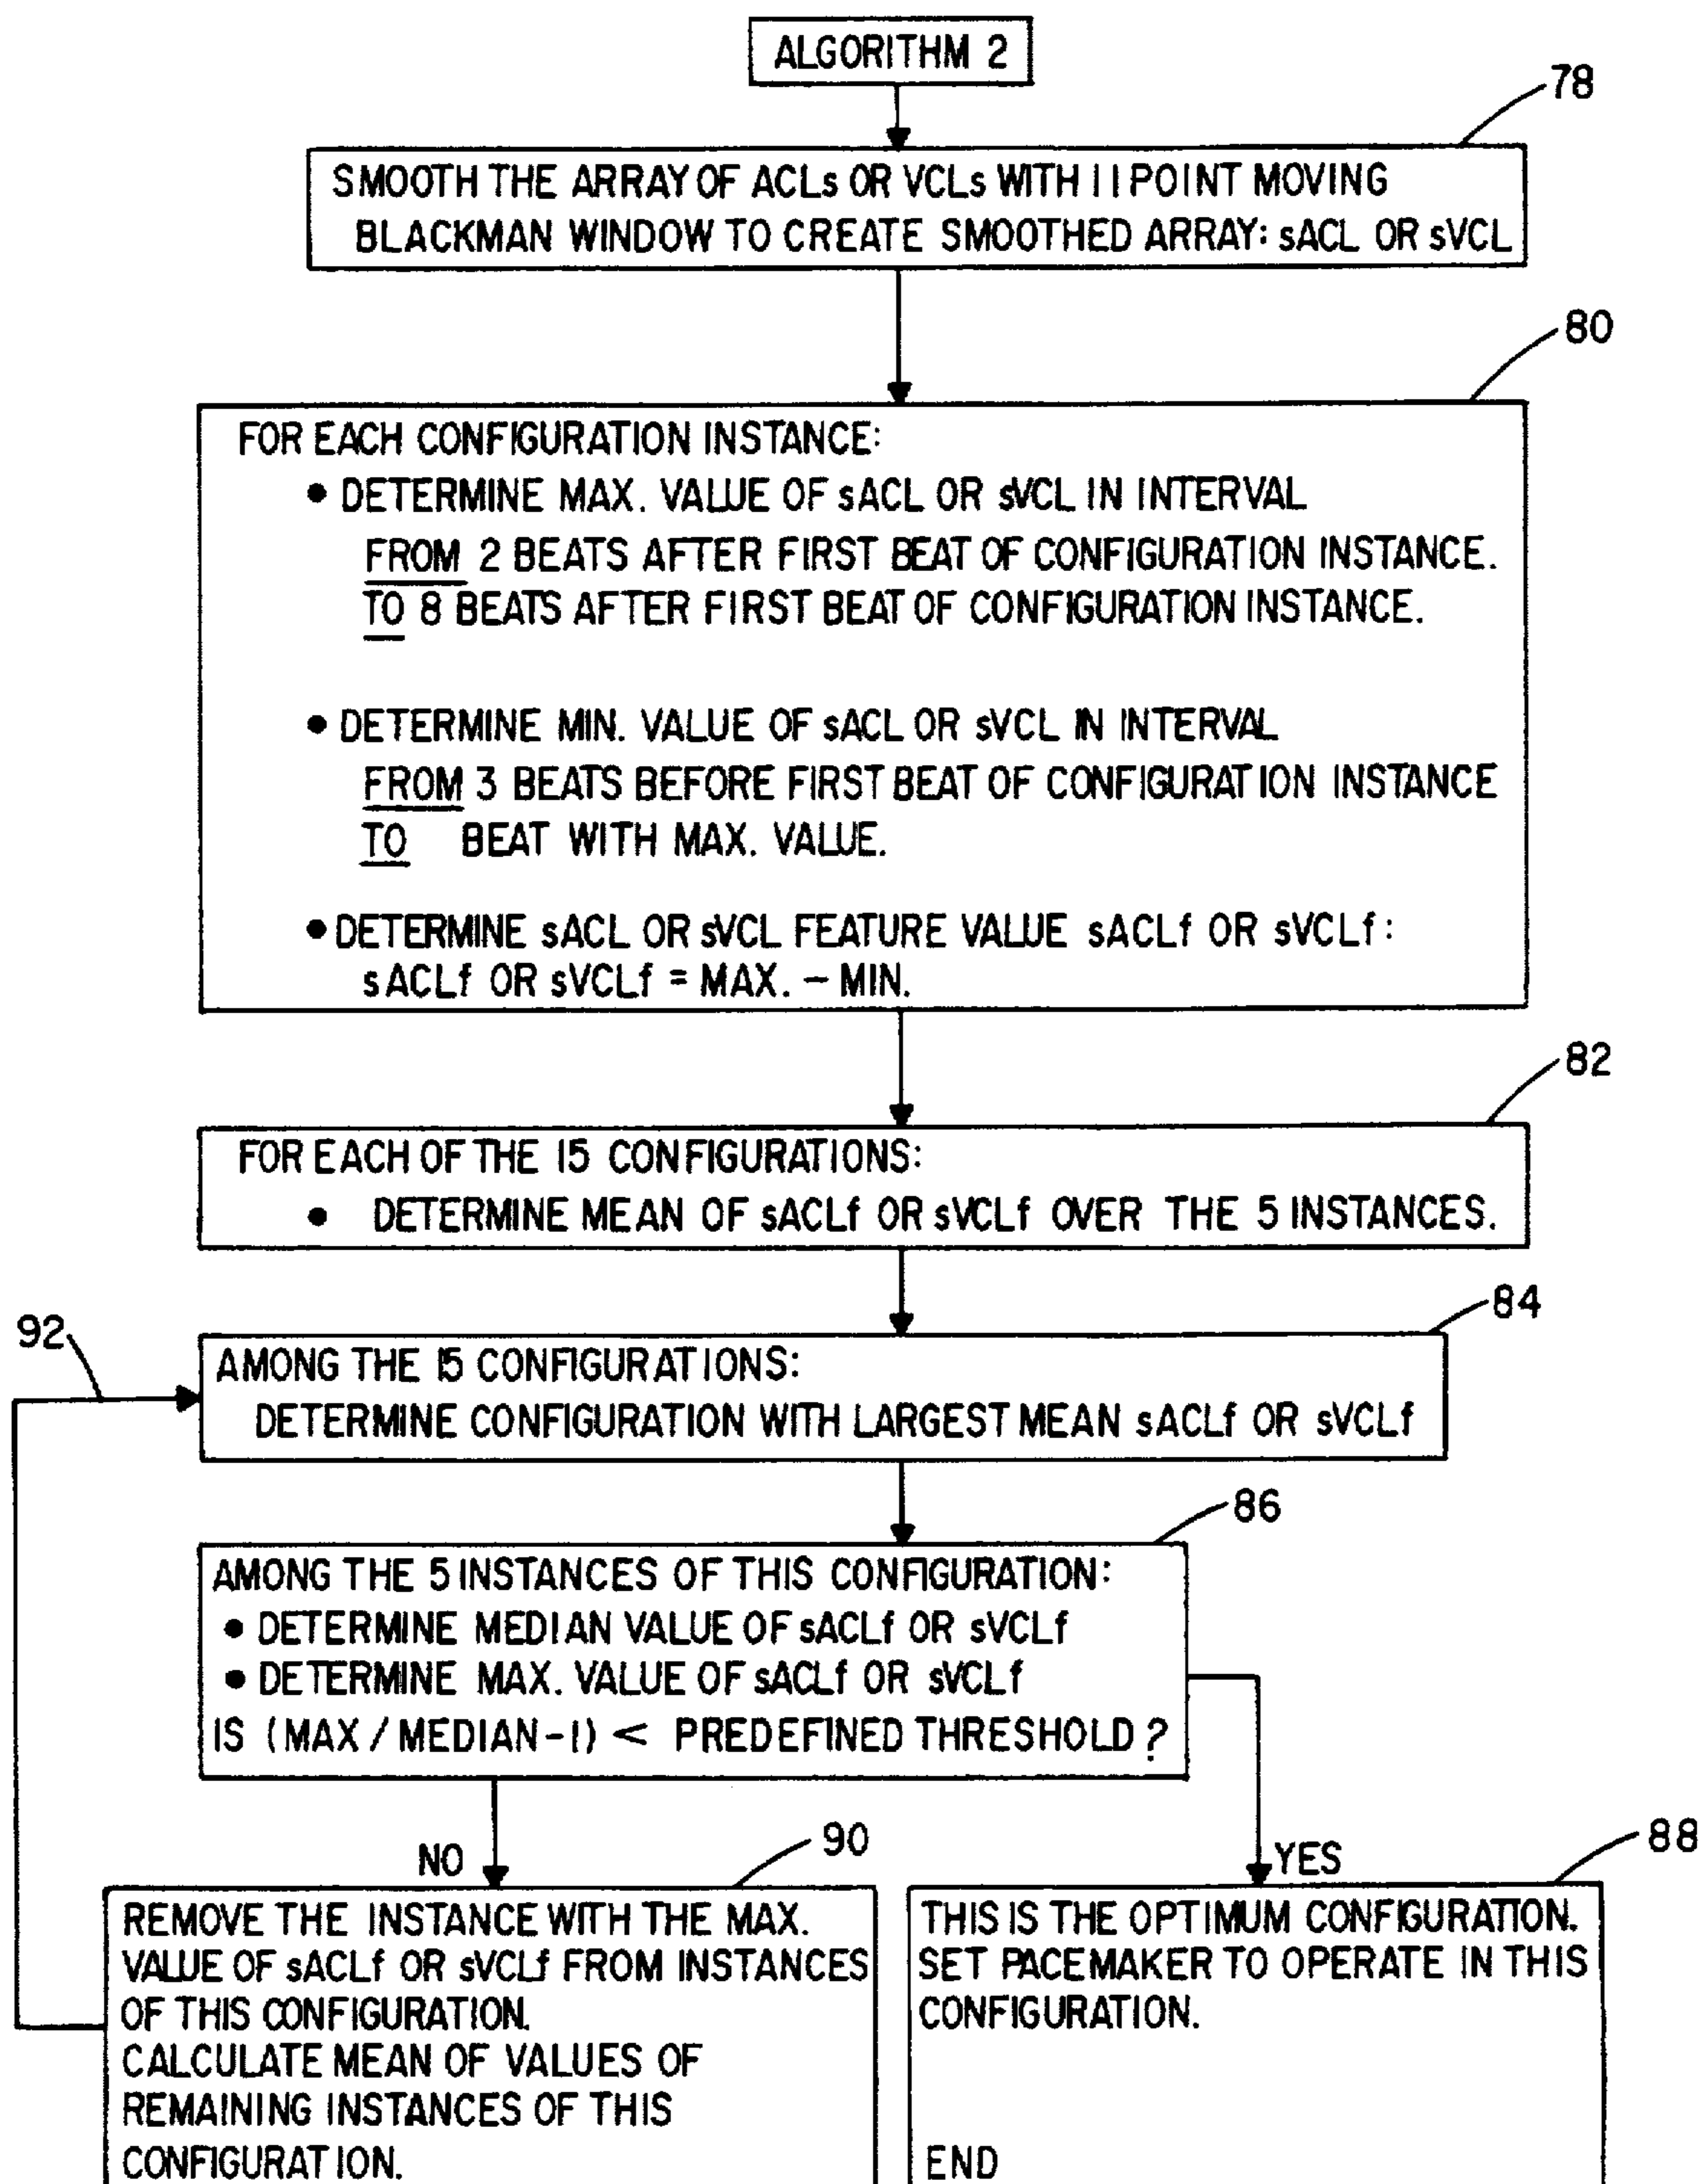 ALGORITHM 2
78
SMOOTH THE ARRAY OF ACLs OR VCLs WITH 11 POINT MOVING
BLACKMAN WINDOW TO CREATE SMOOTHED ARRAY: sACL OR sVCL
80
FOR EACH CONFIGURATION INSTANCE:
• DETERMINE MAX. VALUE OF sACL OR sVCL IN INTERVAL
FROM 2 BEATS AFTER FIRST BEAT OF CONFIGURATION INSTANCE.
TO 8 BEATS AFTER FIRST BEAT OF CONFIGURATION INSTANCE.
• DETERMINE MIN. VALUE OF sACL OR sVCL IN INTERVAL
FROM 3 BEATS BEFORE FIRST BEAT OF CONFIGURATION INSTANCE
TO BEAT WITH MAX. VALUE.
• DETERMINE sACL OR sVCL FEATURE VALUE sACLf OR sVCLf:
sACLf OR sVCLf = MAX. – MIN.
82
FOR EACH OF THE 15 CONFIGURATIONS:
• DETERMINE MEAN OF sACLf OR sVCLf OVER THE 5 INSTANCES.
84
92
AMONG THE 15 CONFIGURATIONS:
DETERMINE CONFIGURATION WITH LARGEST MEAN sACLf OR sVCLf
86
AMONG THE 5 INSTANCES OF THIS CONFIGURATION:
• DETERMINE MEDIAN VALUE OF sACLf OR sVCLf
• DETERMINE MAX. VALUE OF sACLf OR sVCLf
IS (MAX / MEDIAN-1) < PREDEFINED THRESHOLD?
NO
90
YES
88
REMOVE THE INSTANCE WITH THE MAX.
VALUE OF sACLf OR sVCLf FROM INSTANCES
OF THIS CONFIGURATION.
CALCULATE MEAN OF VALUES OF
REMAINING INSTANCES OF THIS
CONFIGURATION.
THIS IS THE OPTIMUM CONFIGURATION.
SET PACEMAKER TO OPERATE IN THIS
CONFIGURATION.
END